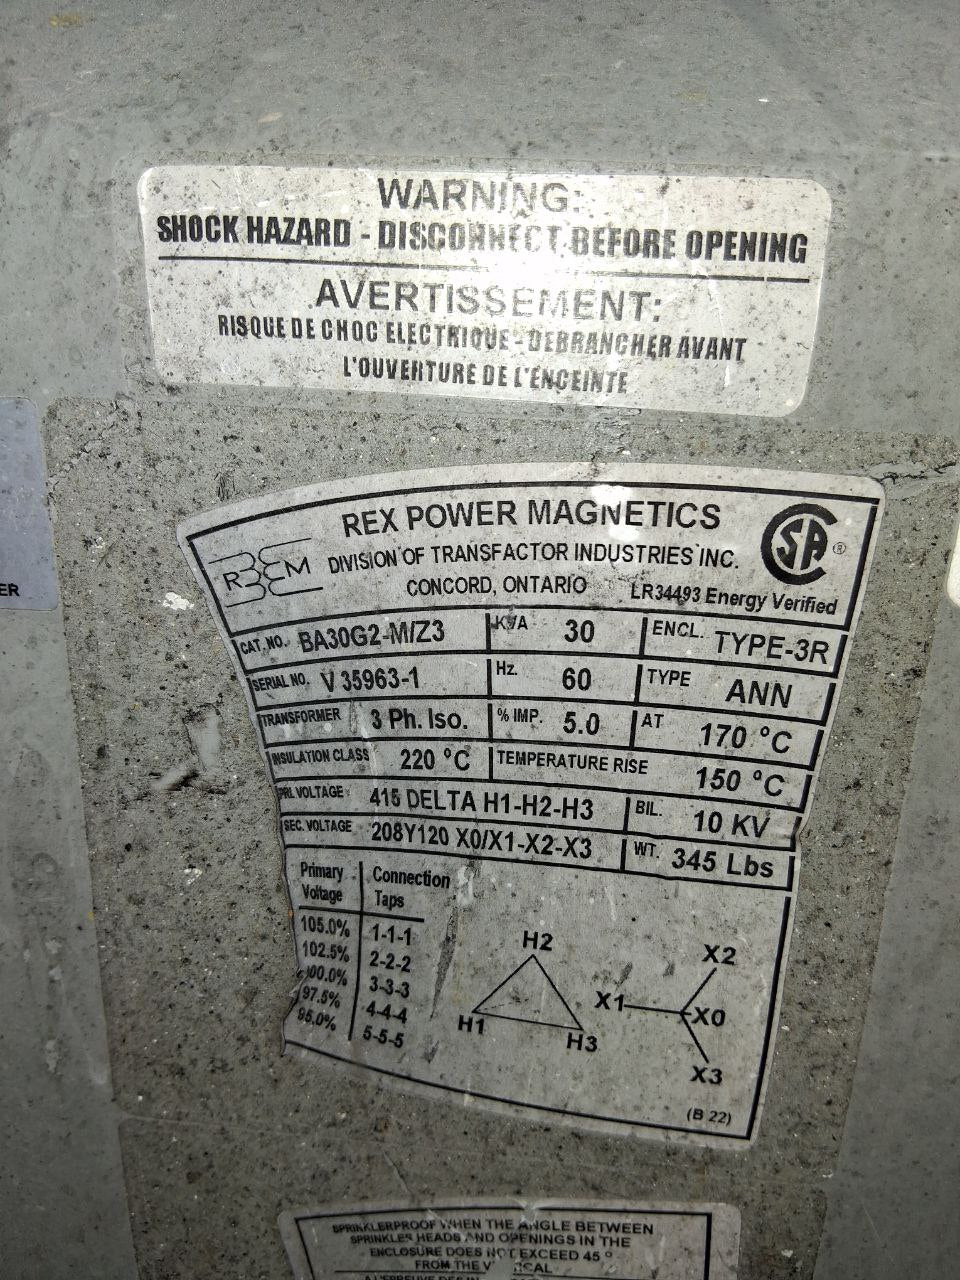 WARNING:
SHOCK HAZARD - DISCONNECT BEFORE OPENING
AVERTISSEMENT:
RISQUE DE CHOC ELECTRIQUE - DEBRANCHER AVANT
L'OUVERTURE DE L'ENCEINTE
ER
REX POWER MAGNETICS
DIVISION OF TRANSFACTOR INDUSTRIES INC.
CONCORD, ONTARIO
REM
SA ®
LR34493 Energy Verified
CAT. NO. BA30G2-M/Z3 KVA 30 ENCL. TYPE-3R
SERIAL NO. V 35963-1 Hz. 60 TYPE ANN
TRANSFORMER 3 Ph. Iso. % IMP. 5.0 AT 170 °C
INSULATION CLASS 220 °C TEMPERATURE RISE 150 °C
PRI. VOLTAGE 415 DELTA H1-H2-H3 BIL. 10 KV
SEC. VOLTAGE 208Y120 X0/X1-X2-X3 WT. 345 Lbs
Primary Voltage Connection Taps
105.0% 1-1-1
102.5% 2-2-2
100.0% 3-3-3
97.5% 4-4-4
95.0% 5-5-5
H2
H1
H3
X2
X1
X0
X3
(B 22)
SPRINKLERPROOF WHEN THE ANGLE BETWEEN
SPRINKLER HEADS AND OPENINGS IN THE
ENCLOSURE DOES NOT EXCEED 45 °
FROM THE